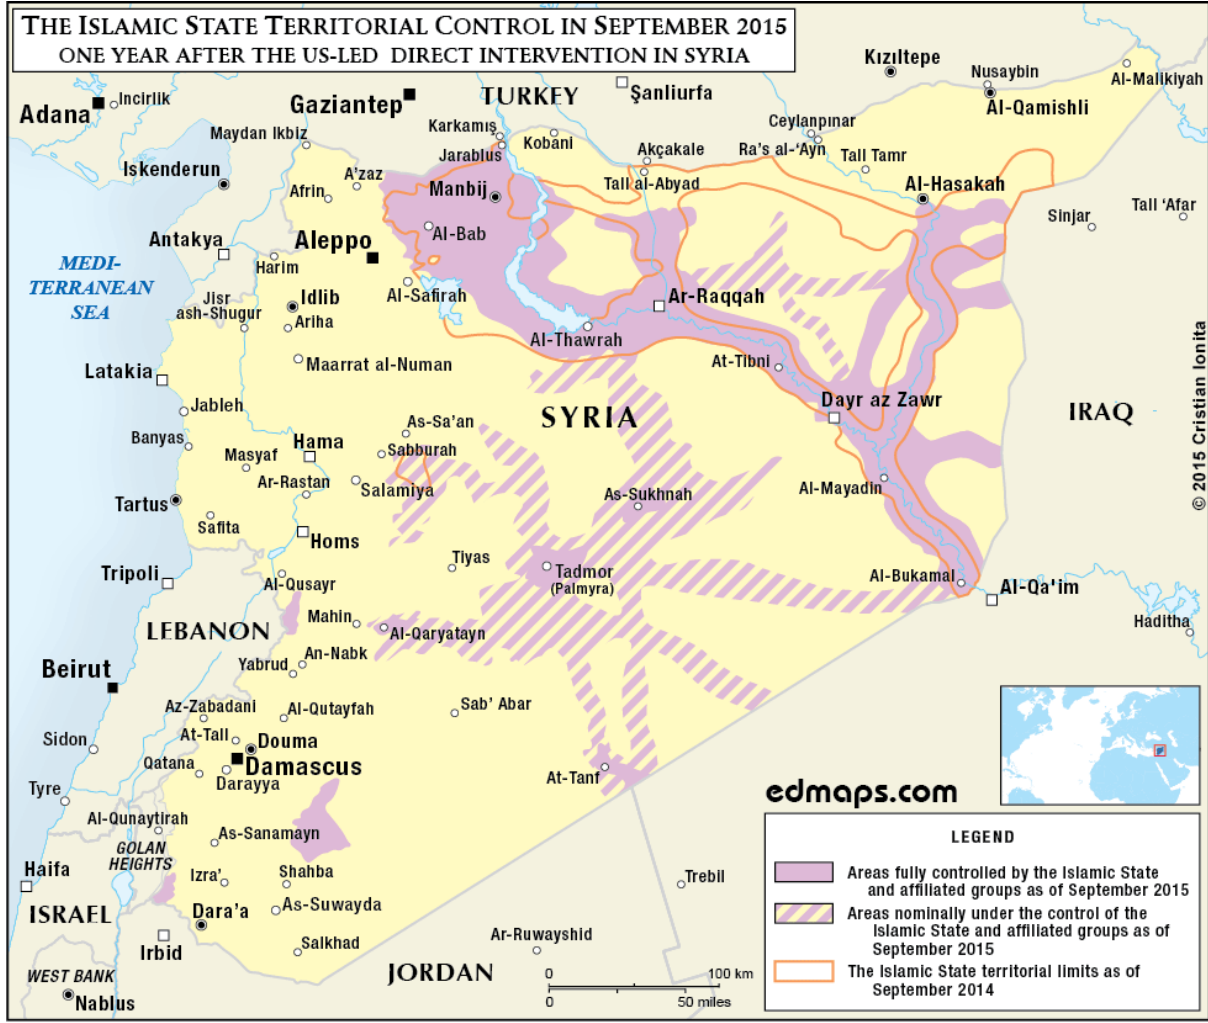 THE ISLAMIC STATE TERRITORIAL CONTROL IN SEPTEMBER 2015
ONE YEAR AFTER THE US-LED DIRECT INTERVENTION IN SYRIA
Kızıltepe
Nusaybin
Al-Malikiyah
Al-Qamishli
Adana
Incirlik
Gaziantep
TURKEY
Şanliurfa
Maydan Ikbiz
Karkamış
Kobani
Jarablus
Ceylanpınar
Akçakale
Ra's al-‘Ayn
Tall Tamr
Iskenderun
A'zaz
Afrin
Manbij
Tall al-Abyad
Al-Hasakah
Sinjar
Tall ‘Afar
Antakya
Aleppo
Al-Bab
MEDI-
TERRANEAN
SEA
Harim
Jisr
ash-Shugur
Idlib
Ariha
Al-Safirah
Ar-Raqqah
Al-Thawrah
Maarrat al-Numan
At-Tibni
Latakia
Jableh
Dayr az Zawr
SYRIA
IRAQ
© 2015 Cristian Ionita
As-Sa'an
Banyas
Hama
Sabburah
Masyaf
Ar-Rastan
Salamiya
As-Sukhnah
Al-Mayadin
Tartus
Safita
Homs
Tripoli
Al-Qusayr
Tiyas
Tadmor
(Palmyra)
Al-Bukamal
Al-Qa'im
Haditha
LEBANON
Mahin
Al-Qaryatayn
Beirut
Yabrud
An-Nabk
Az-Zabadani
Al-Qutayfah
Sab’ Abar
Sidon
At-Tall
Douma
Damascus
Qatana
Darayya
At-Tanf
Tyre
Al-Qunaytirah
As-Sanamayn
GOLAN
HEIGHTS
Haifa
Izra’
Shahba
ISRAEL
Dara'a
As-Suwayda
Trebil
Irbid
Salkhad
Ar-Ruwayshid
WEST BANK
Nablus
JORDAN
0 100 km
0 50 miles
edmaps.com
LEGEND
Areas fully controlled by the Islamic State
and affiliated groups as of September 2015
Areas nominally under the control of the
Islamic State and affiliated groups as of
September 2015
The Islamic State territorial limits as of
September 2014